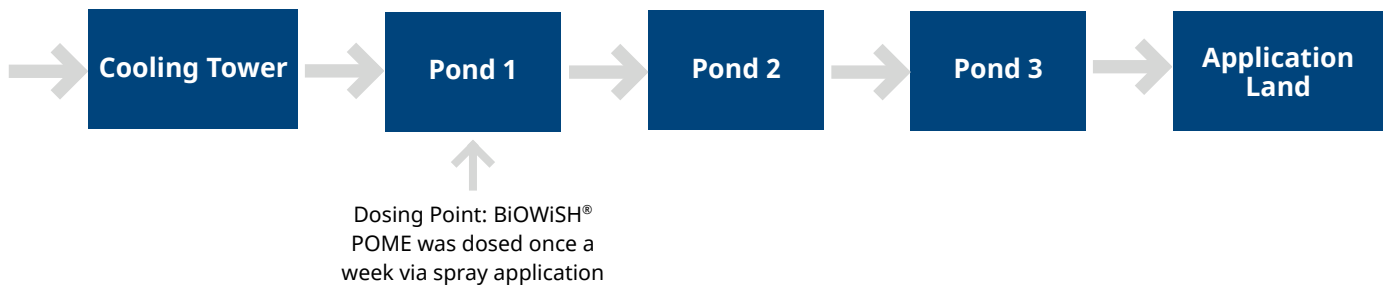 Cooling Tower
Pond 1
Pond 2
Pond 3
Application
Land
Dosing Point: BiOWiSH®
POME was dosed once a
week via spray application